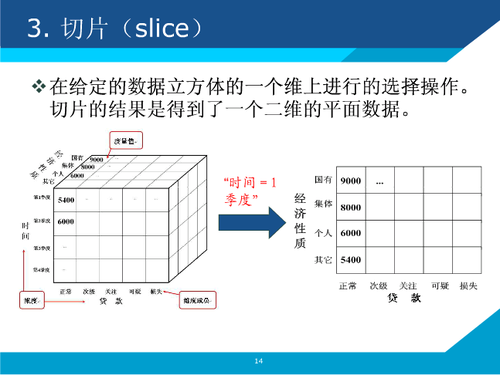 3. 切片（slice）
❖在给定的数据立方体的一个维上进行的选择操作。
切片的结果是得到了一个二维的平面数据。
度量值
经济性质
国有 9000 ... ... ... ...
集体 8000
个人 6000
其它
第1季度 5400
第2季度 6000
第3季度
第4季度
时间
正常 次级 关注 可疑 损失
贷 款
维度
维度成员
“时间 = 1
季度”
经济性质
国有 9000 ...
集体 8000
个人 6000
其它 5400
正常 次级 关注 可疑 损失
贷 款
14